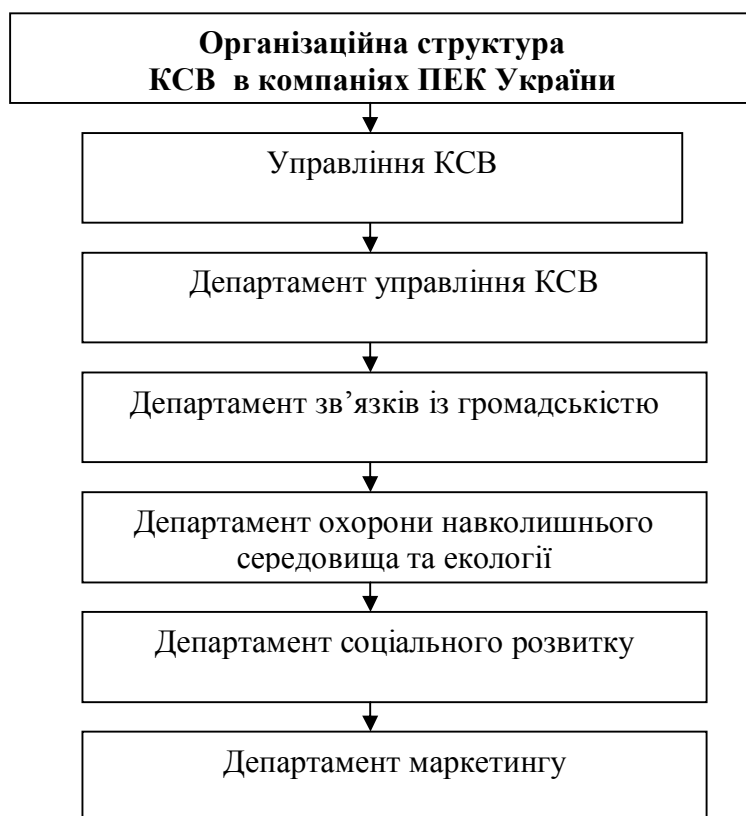 Організаційна структура
КСВ в компаніях ПЕК України
Управління КСВ
Департамент управління КСВ
Департамент зв’язків із громадськістю
Департамент охорони навколишнього
середовища та екології
Департамент соціального розвитку
Департамент маркетингу